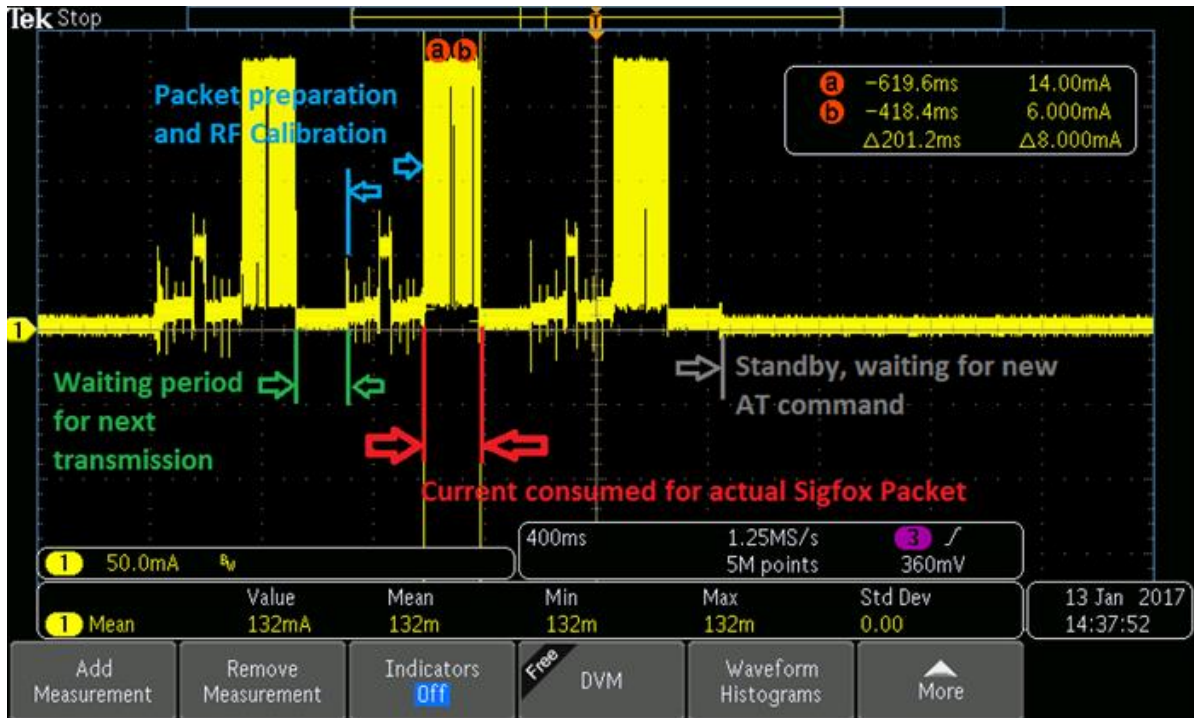 Tek Stop
T
a b
a -619.6ms 14.00mA
b -418.4ms 6.000mA
Δ201.2ms Δ8.000mA
Packet preparation
and RF Calibration
1
Waiting period
for next
transmission
Standby, waiting for new
AT command
Current consumed for actual Sigfox Packet
1 50.0mA BW
400ms 1.25MS/s 3 ∫
5M points 360mV
Value Mean Min Max Std Dev
1 Mean 132mA 132m 132m 132m 0.00
13 Jan 2017
14:37:52
Add
Measurement
Remove
Measurement
Indicators
Off
Free
DVM
Waveform
Histograms
More